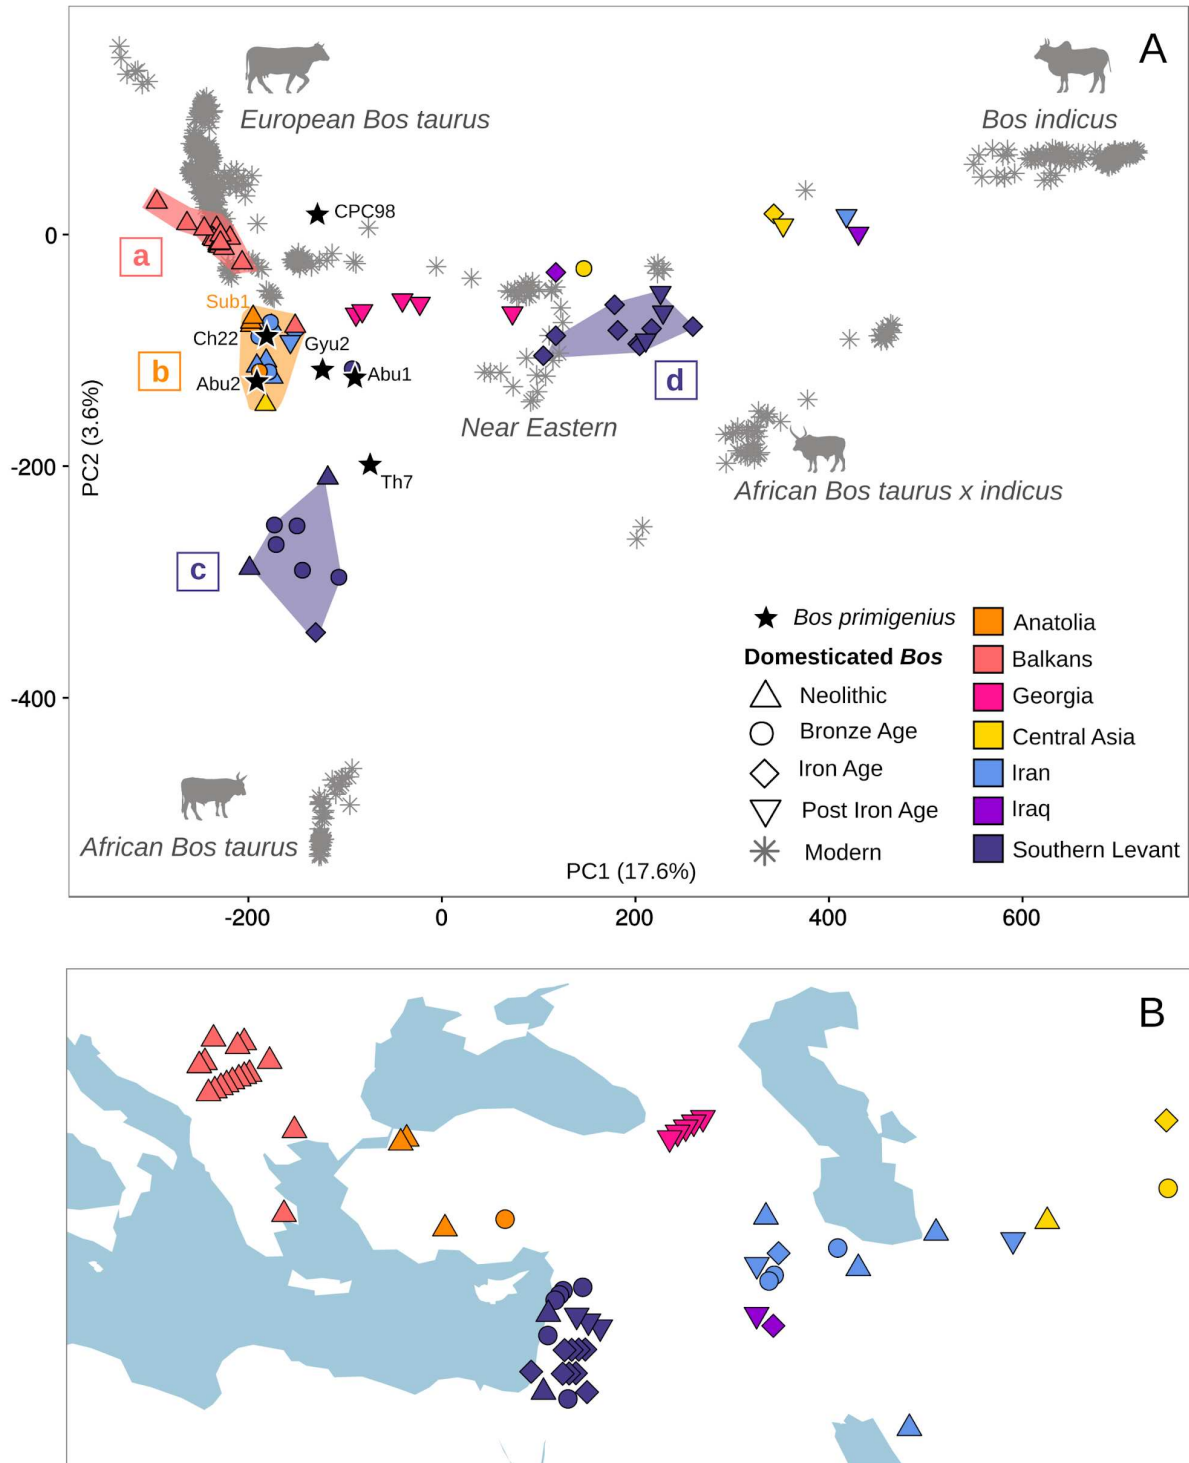 A
European Bos taurus
Bos indicus
CPC98
0
a
Sub1
Ch22
Gyu2
b
Abu2
Abu1
d
Near Eastern
PC2 (3.6%)
-200
Th7
African Bos taurus x indicus
c
Bos primigenius
Anatolia
Domesticated Bos
Balkans
Neolithic
Georgia
Bronze Age
Central Asia
Iron Age
Iran
Post Iron Age
Iraq
Modern
Southern Levant
-400
African Bos taurus
PC1 (17.6%)
-200 0 200 400 600
B